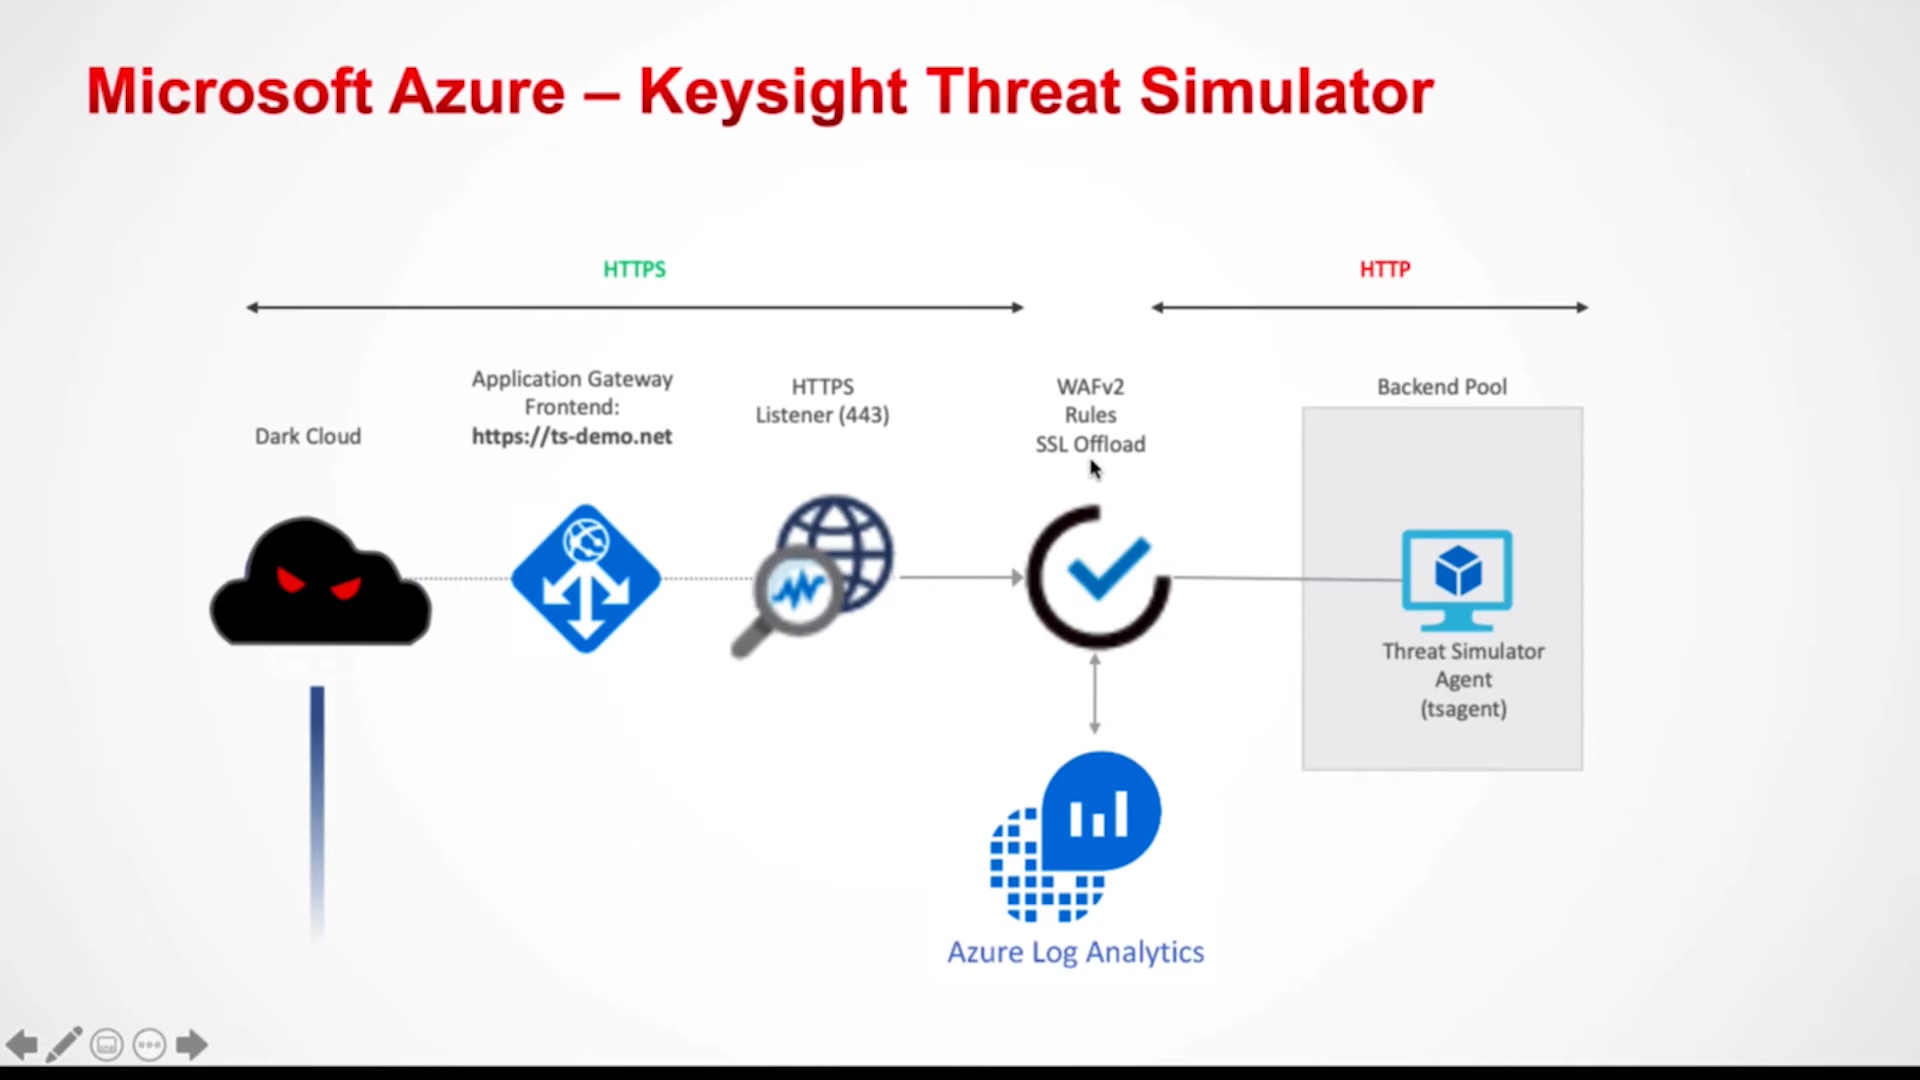 Microsoft Azure – Keysight Threat Simulator
HTTPS
HTTP
Dark Cloud
Application Gateway
Frontend:
https://ts-demo.net
HTTPS
Listener (443)
WAFv2
Rules
SSL Offload
Backend Pool
Threat Simulator
Agent
(tsagent)
Azure Log Analytics